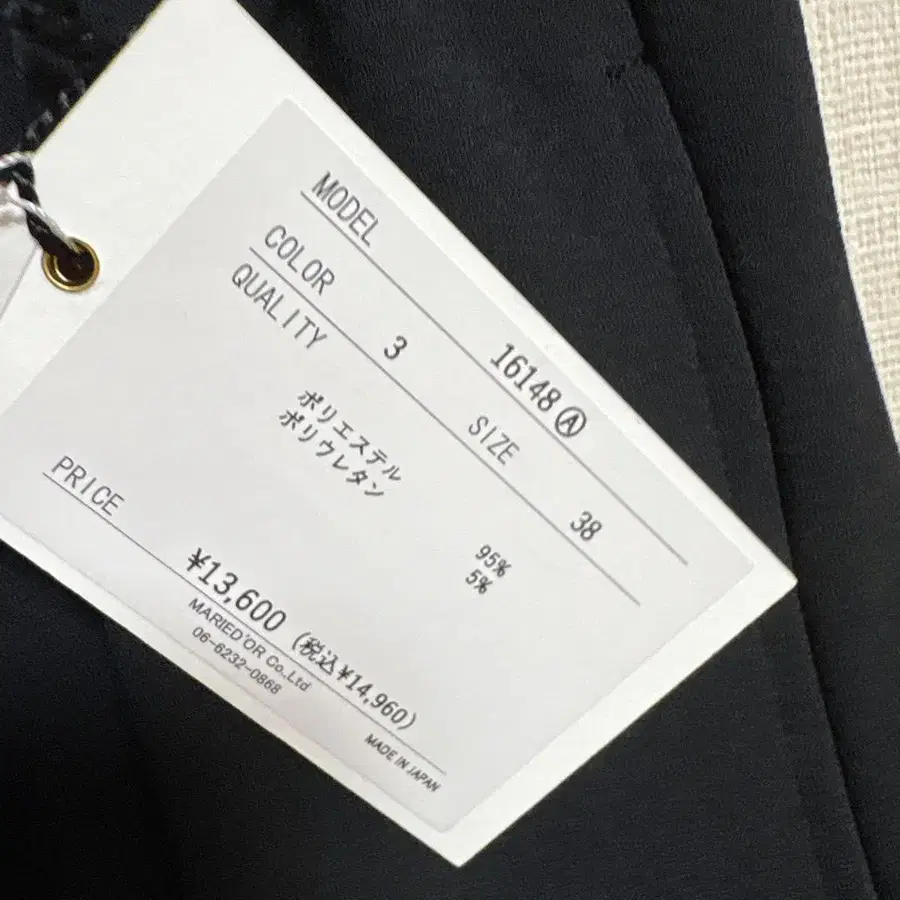 MODEL 16148Ⓐ
COLOR 3 SIZE 38
QUALITY
ポリエステル 95%
ポリウレタン 5%
PRICE ¥13,600 (税込¥14,960)
MARIED'OR Co.,Ltd
06-6232-0868
MADE IN JAPAN